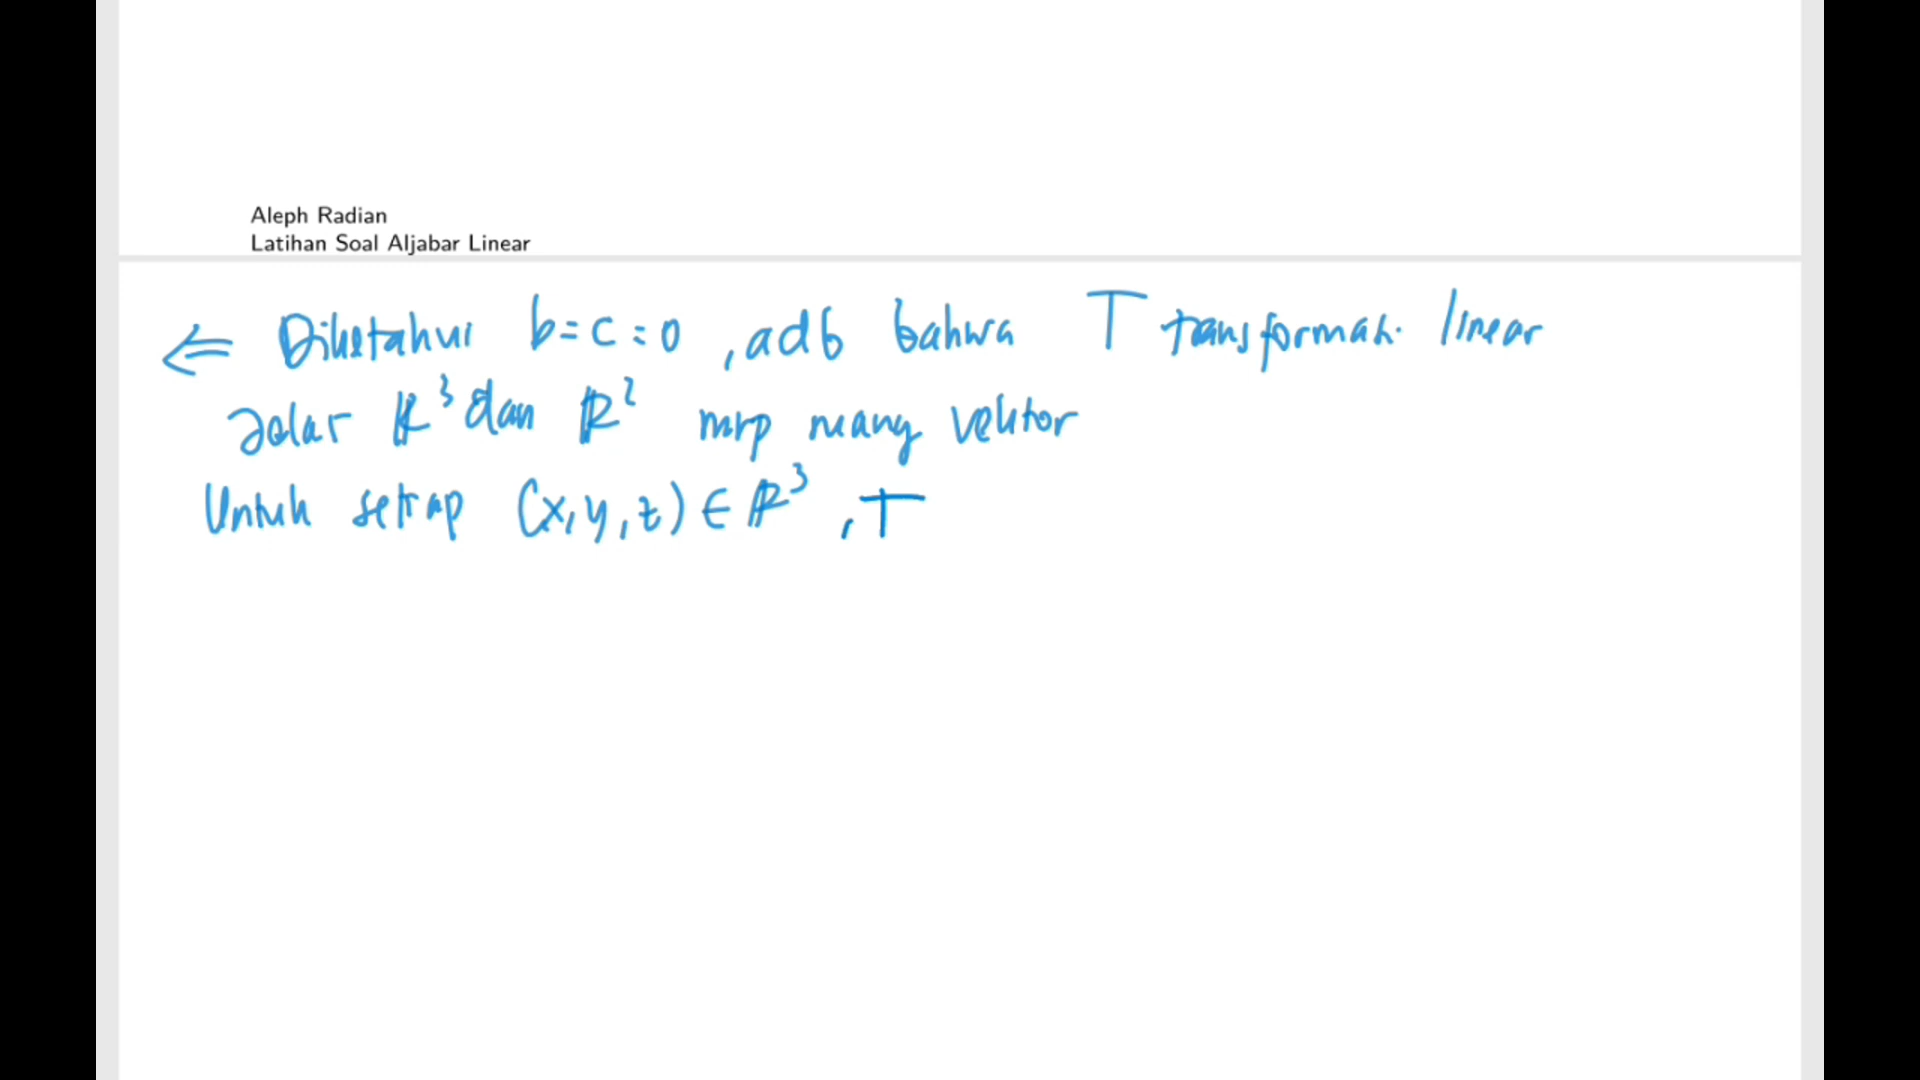 Aleph Radian
Latihan Soal Aljabar Linear
⇐ Diketahui b=c=0 , adb bahwa T transformasi linear
Jelas ℝ³ dan ℝ² mrp ruang vektor
Untuk setiap (x,y,z) ∈ ℝ³ , T